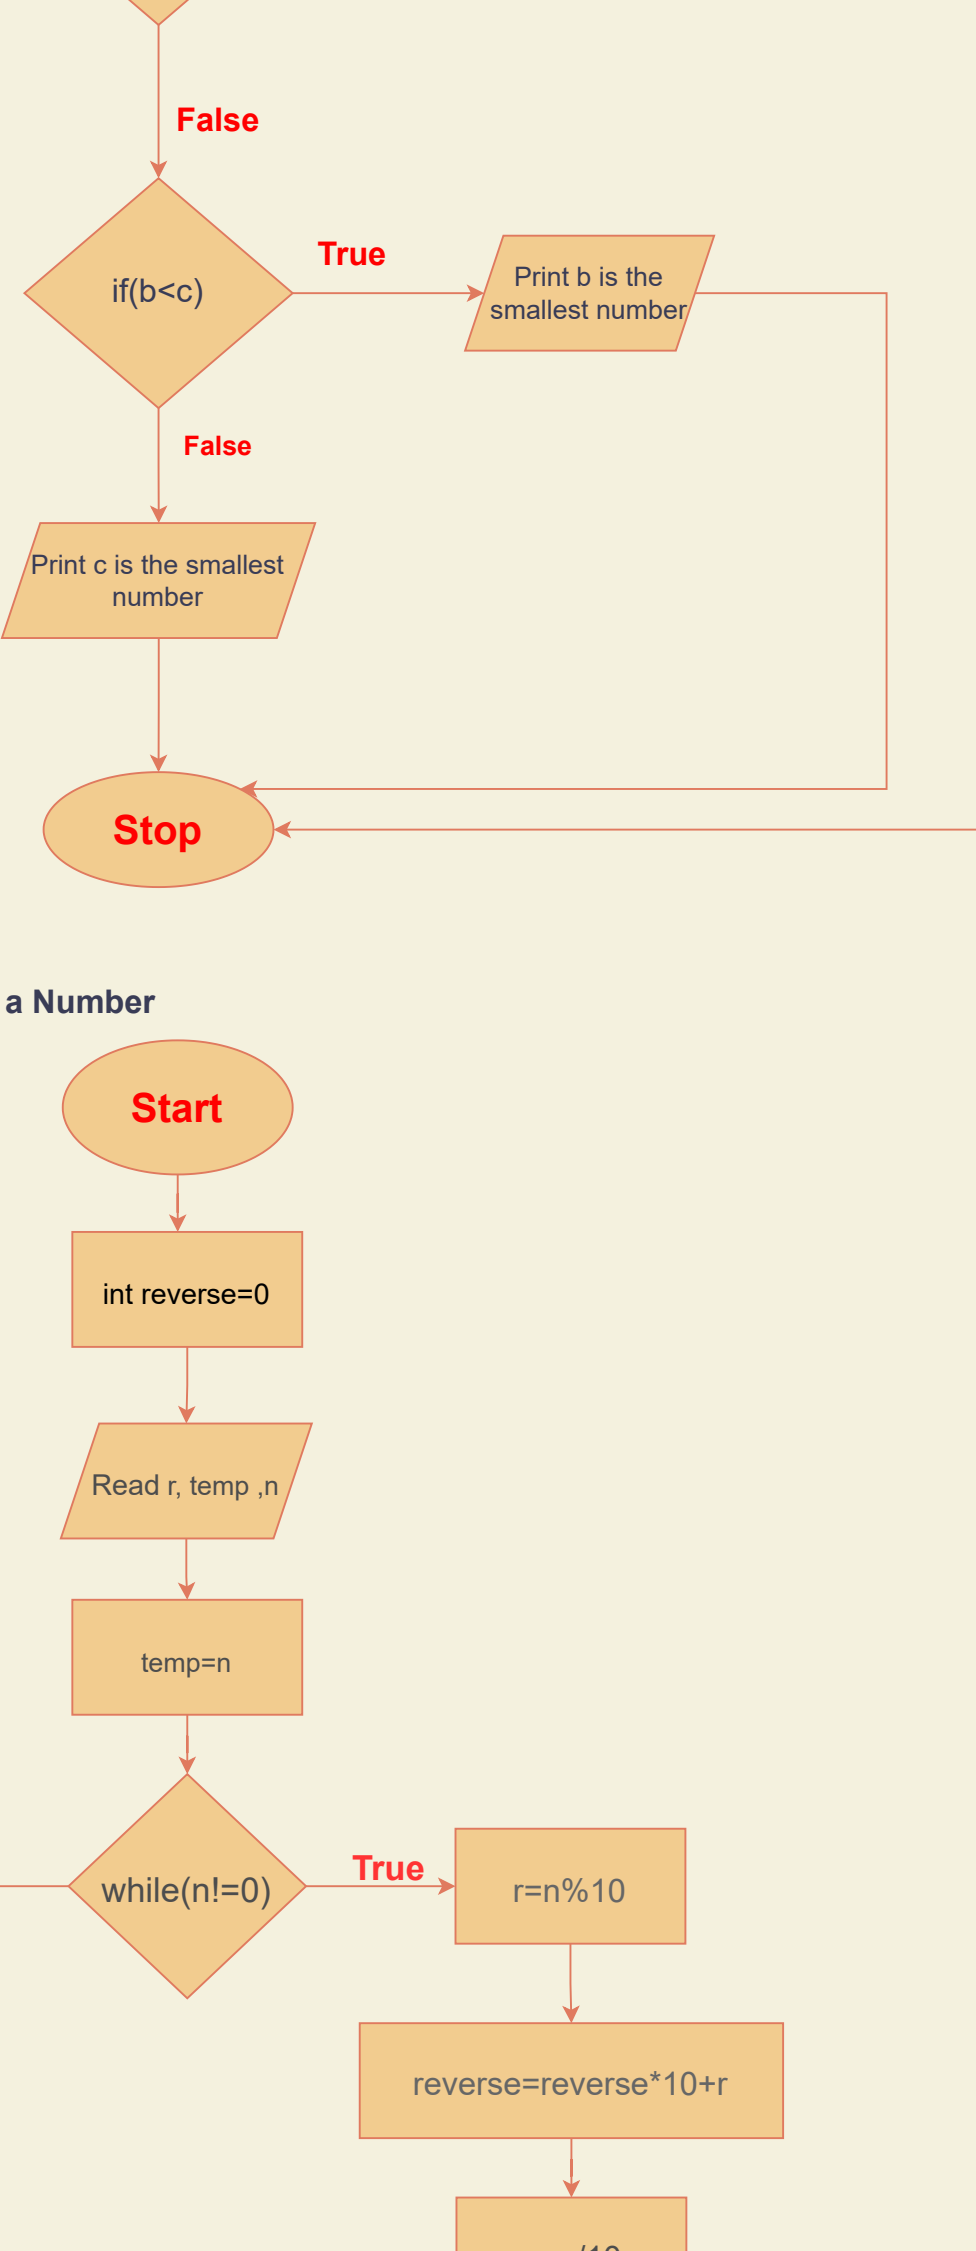 False
if(b<c)
True
Print b is the
smallest number
False
Print c is the smallest
number
Stop
a Number
Start
int reverse=0
Read r, temp ,n
temp=n
while(n!=0)
True
r=n%10
reverse=reverse*10+r